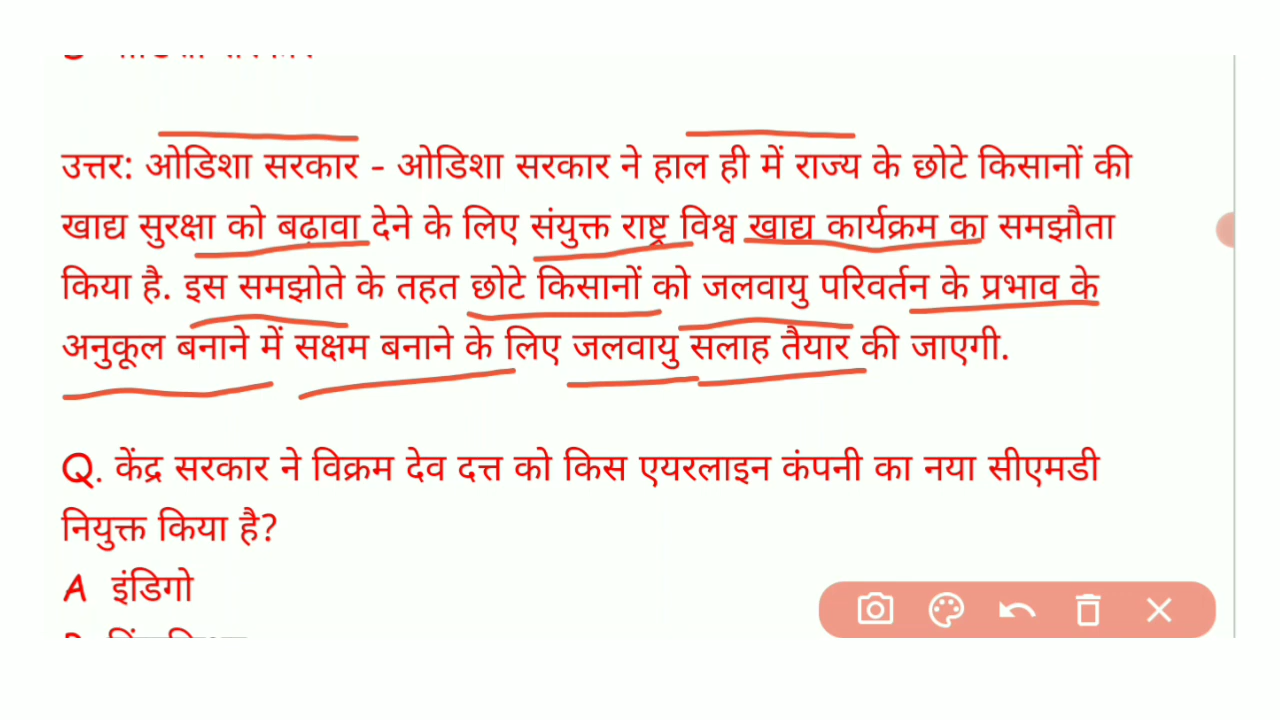 उत्तर: ओडिशा सरकार - ओडिशा सरकार ने हाल ही में राज्य के छोटे किसानों की
खाद्य सुरक्षा को बढ़ावा देने के लिए संयुक्त राष्ट्र विश्व खाद्य कार्यक्रम का समझौता
किया है. इस समझोते के तहत छोटे किसानों को जलवायु परिवर्तन के प्रभाव के
अनुकूल बनाने में सक्षम बनाने के लिए जलवायु सलाह तैयार की जाएगी.
Q. केंद्र सरकार ने विक्रम देव दत्त को किस एयरलाइन कंपनी का नया सीएमडी
नियुक्त किया है?
A इंडिगो